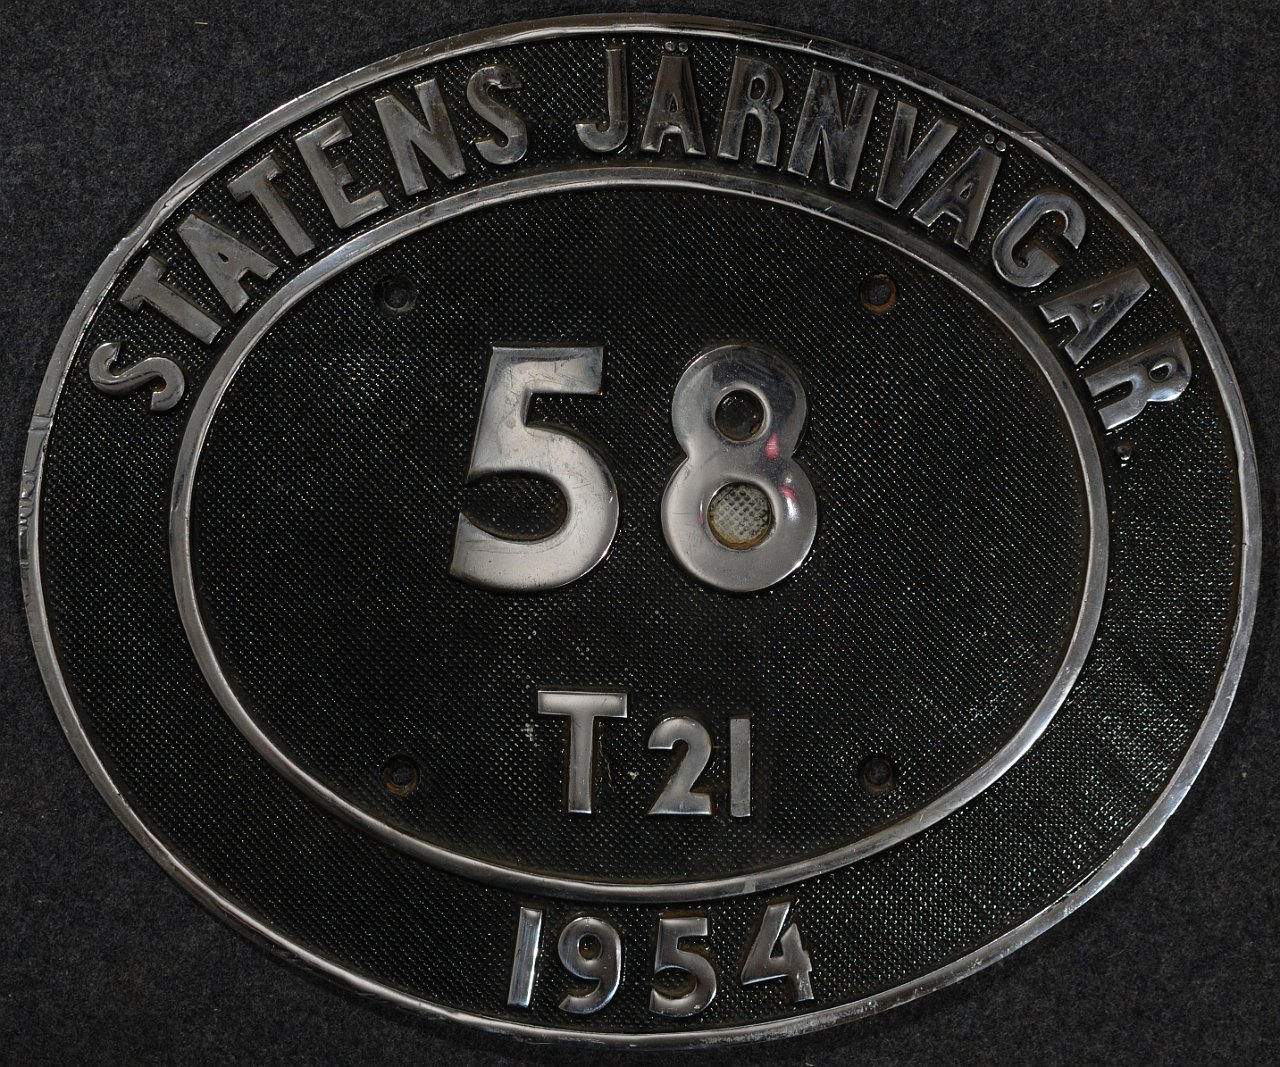 STATENS JÄRNVÄGAR.
58
T21
1954